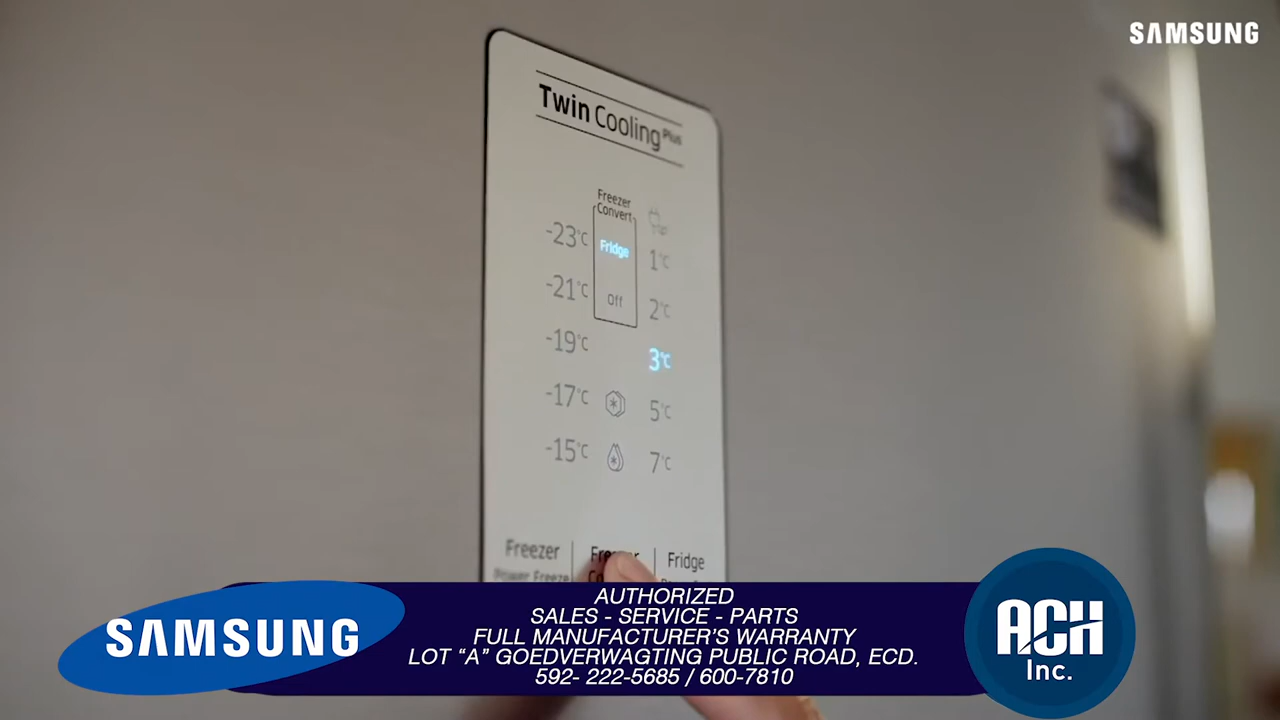 SAMSUNG
Twin Cooling Plus
Freezer
Convert
-23°C
Fridge
1°C
-21°C
Off
2°C
-19°C
3°C
-17°C
5°C
-15°C
7°C
Freezer
Fridge
Power Freeze
SAMSUNG
AUTHORIZED
SALES - SERVICE - PARTS
FULL MANUFACTURER'S WARRANTY
LOT “A” GOEDVERWAGTING PUBLIC ROAD, ECD.
592- 222-5685 / 600-7810
ACH
Inc.